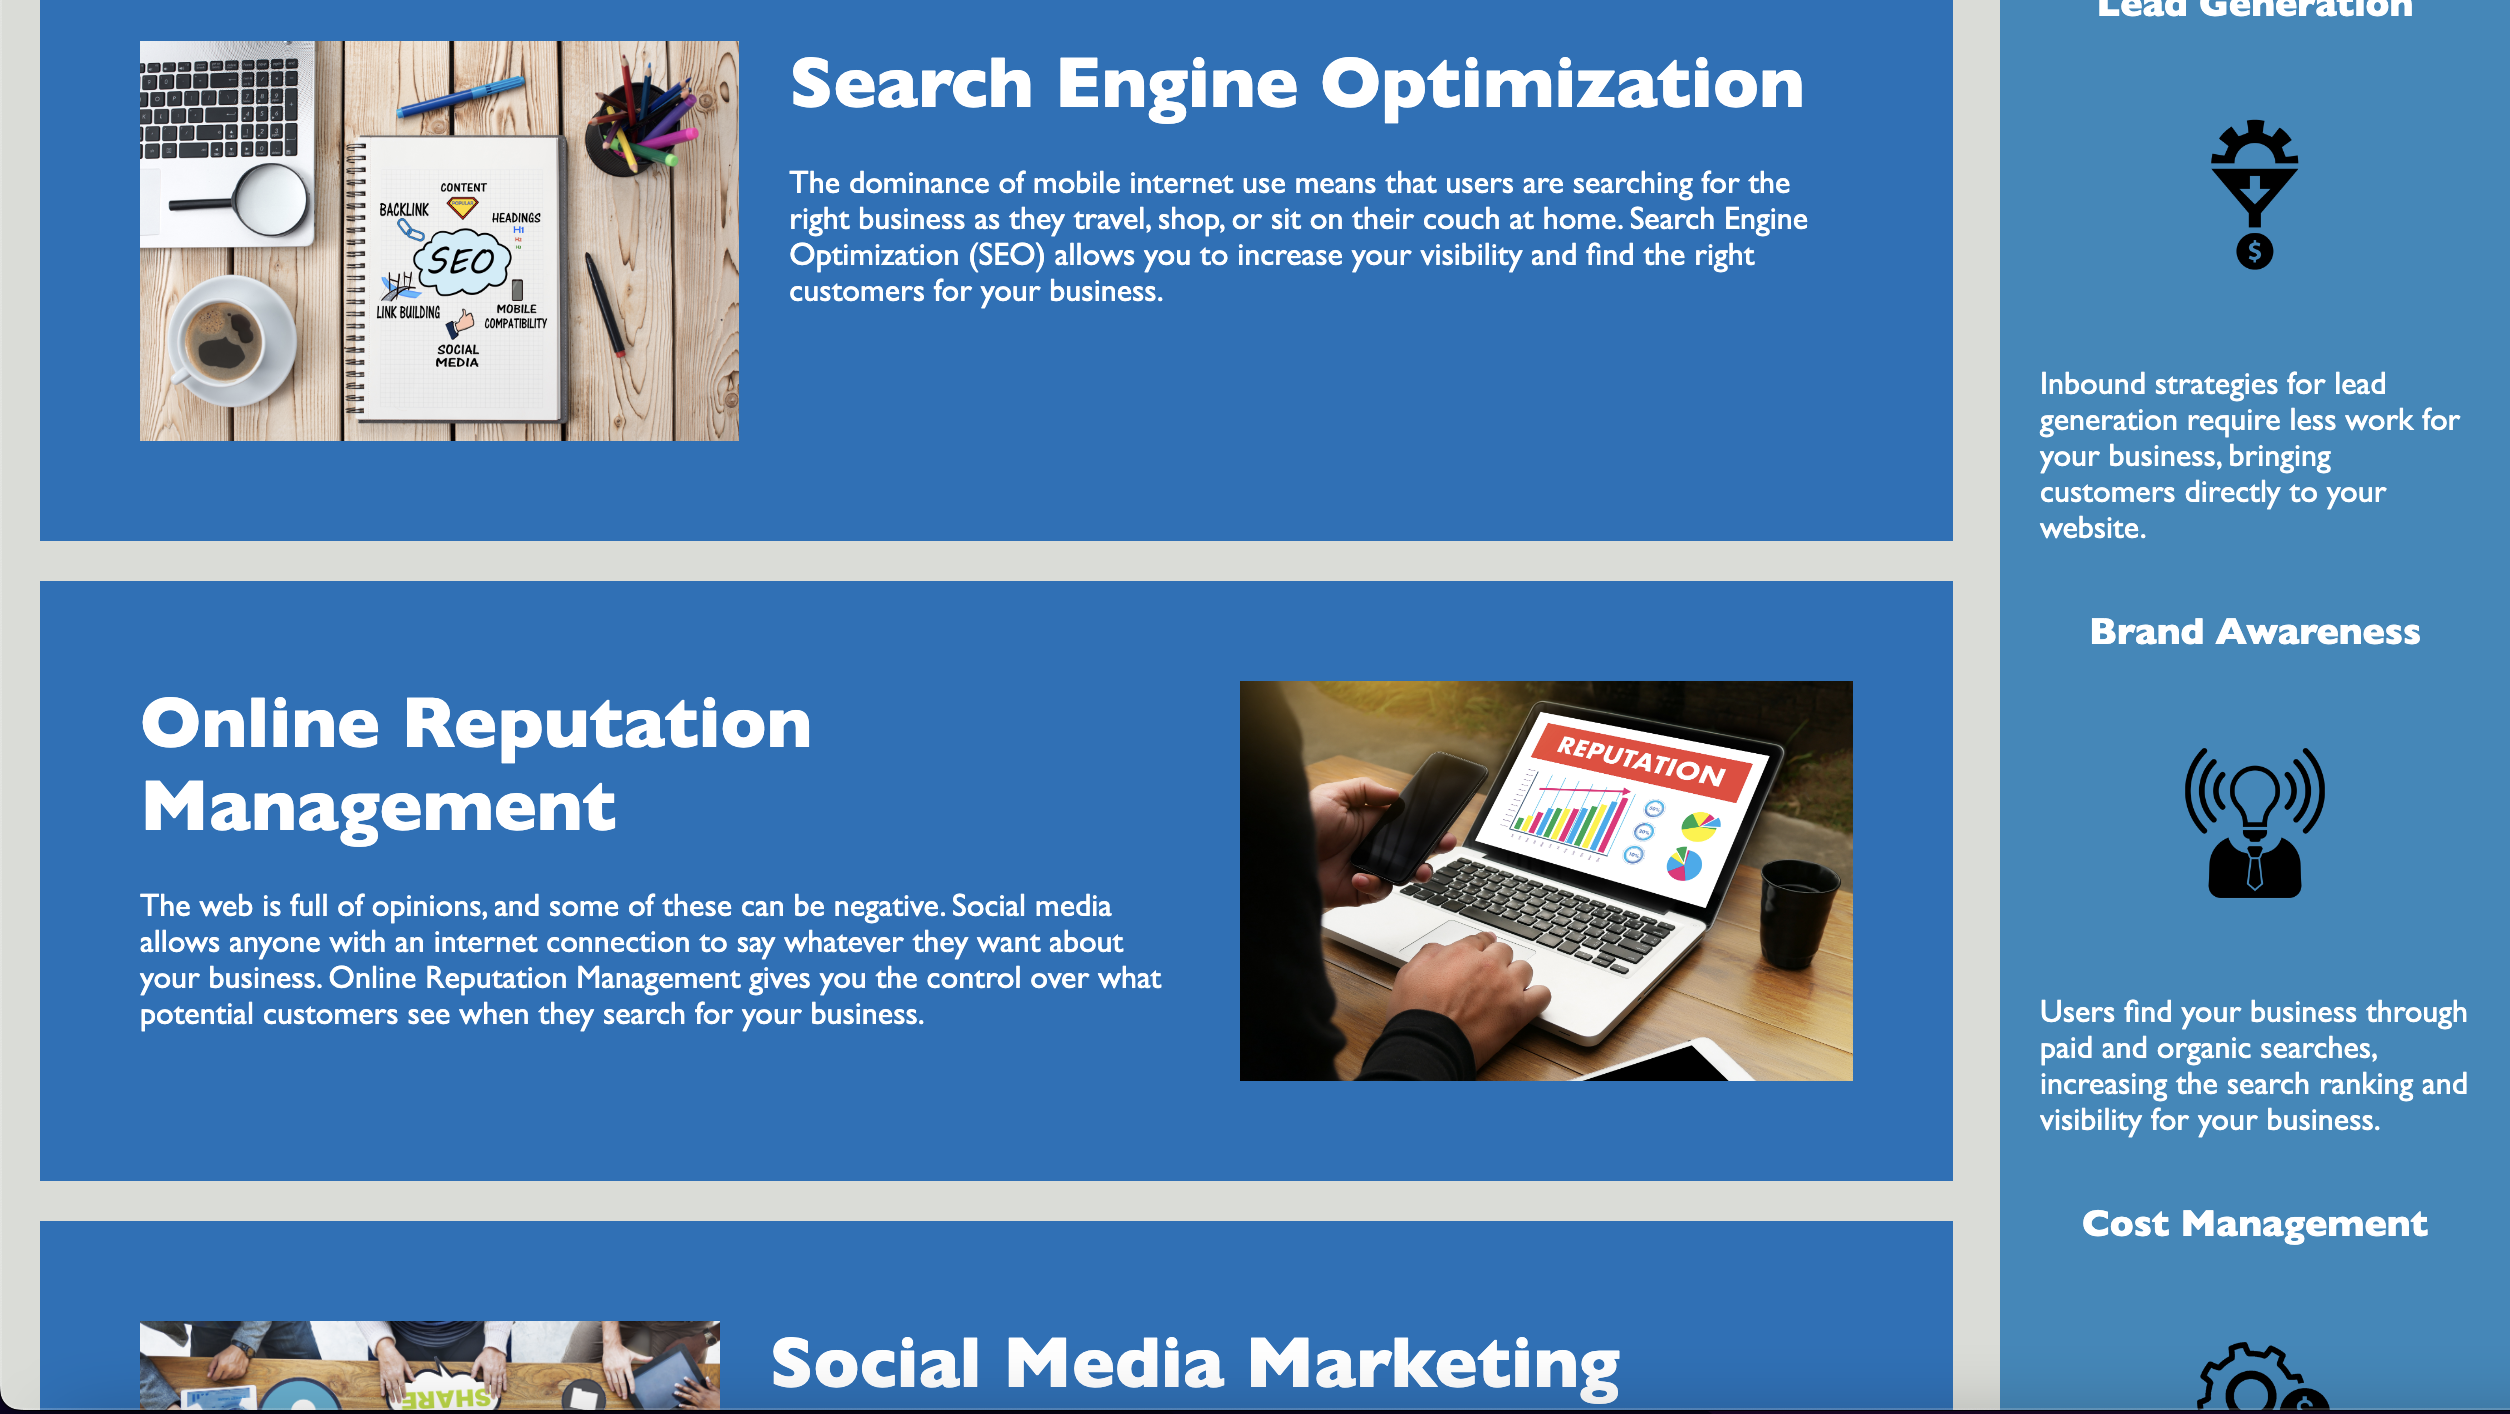 Search Engine Optimization
The dominance of mobile internet use means that users are searching for the
right business as they travel, shop, or sit on their couch at home. Search Engine
Optimization (SEO) allows you to increase your visibility and find the right
customers for your business.
CONTENT
BACKLINK
POPULAR
HEADINGS
H1
H2
H3
SEO
LINK BUILDING
MOBILE
COMPATIBILITY
SOCIAL
MEDIA
Online Reputation
Management
The web is full of opinions, and some of these can be negative. Social media
allows anyone with an internet connection to say whatever they want about
your business. Online Reputation Management gives you the control over what
potential customers see when they search for your business.
REPUTATION
Social Media Marketing
SHARE
Lead Generation
$
Inbound strategies for lead
generation require less work for
your business, bringing
customers directly to your
website.
Brand Awareness
Users find your business through
paid and organic searches,
increasing the search ranking and
visibility for your business.
Cost Management
$